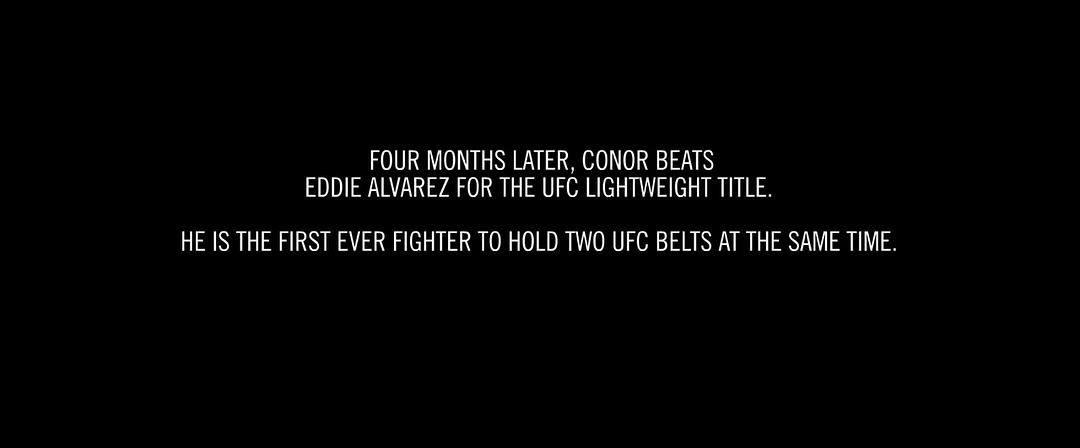 FOUR MONTHS LATER, CONOR BEATS
EDDIE ALVAREZ FOR THE UFC LIGHTWEIGHT TITLE.
HE IS THE FIRST EVER FIGHTER TO HOLD TWO UFC BELTS AT THE SAME TIME.